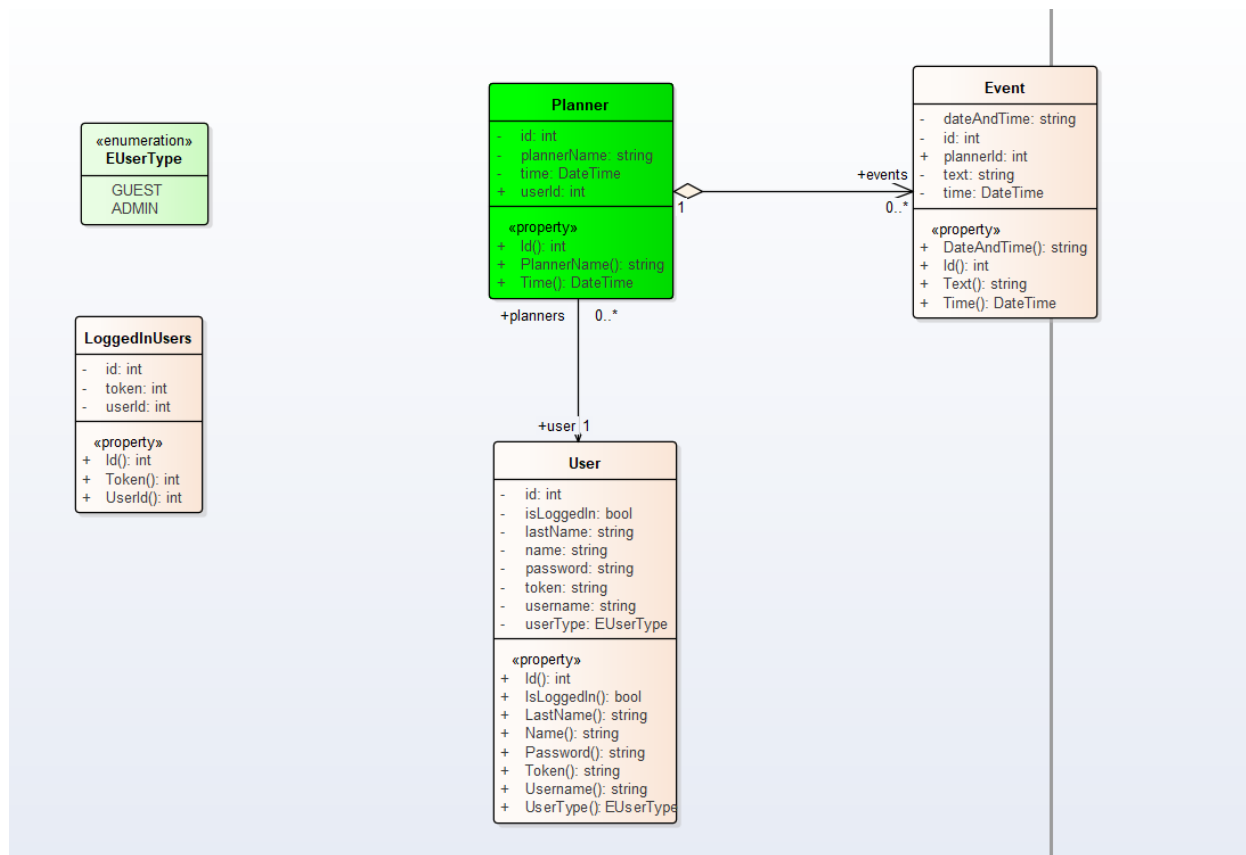 «enumeration»
EUserType
GUEST
ADMIN
LoggedInUsers
- id: int
- token: int
- userId: int
«property»
+ Id(): int
+ Token(): int
+ UserId(): int
Planner
- id: int
- plannerName: string
- time: DateTime
+ userId: int
«property»
+ Id(): int
+ PlannerName(): string
+ Time(): DateTime
1
+events
0..*
Event
- dateAndTime: string
- id: int
+ plannerId: int
- text: string
- time: DateTime
«property»
+ DateAndTime(): string
+ Id(): int
+ Text(): string
+ Time(): DateTime
+planners 0..*
+user 1
User
- id: int
- isLoggedIn: bool
- lastName: string
- name: string
- password: string
- token: string
- username: string
- userType: EUserType
«property»
+ Id(): int
+ IsLoggedIn(): bool
+ LastName(): string
+ Name(): string
+ Password(): string
+ Token(): string
+ Username(): string
+ UserType(): EUserType